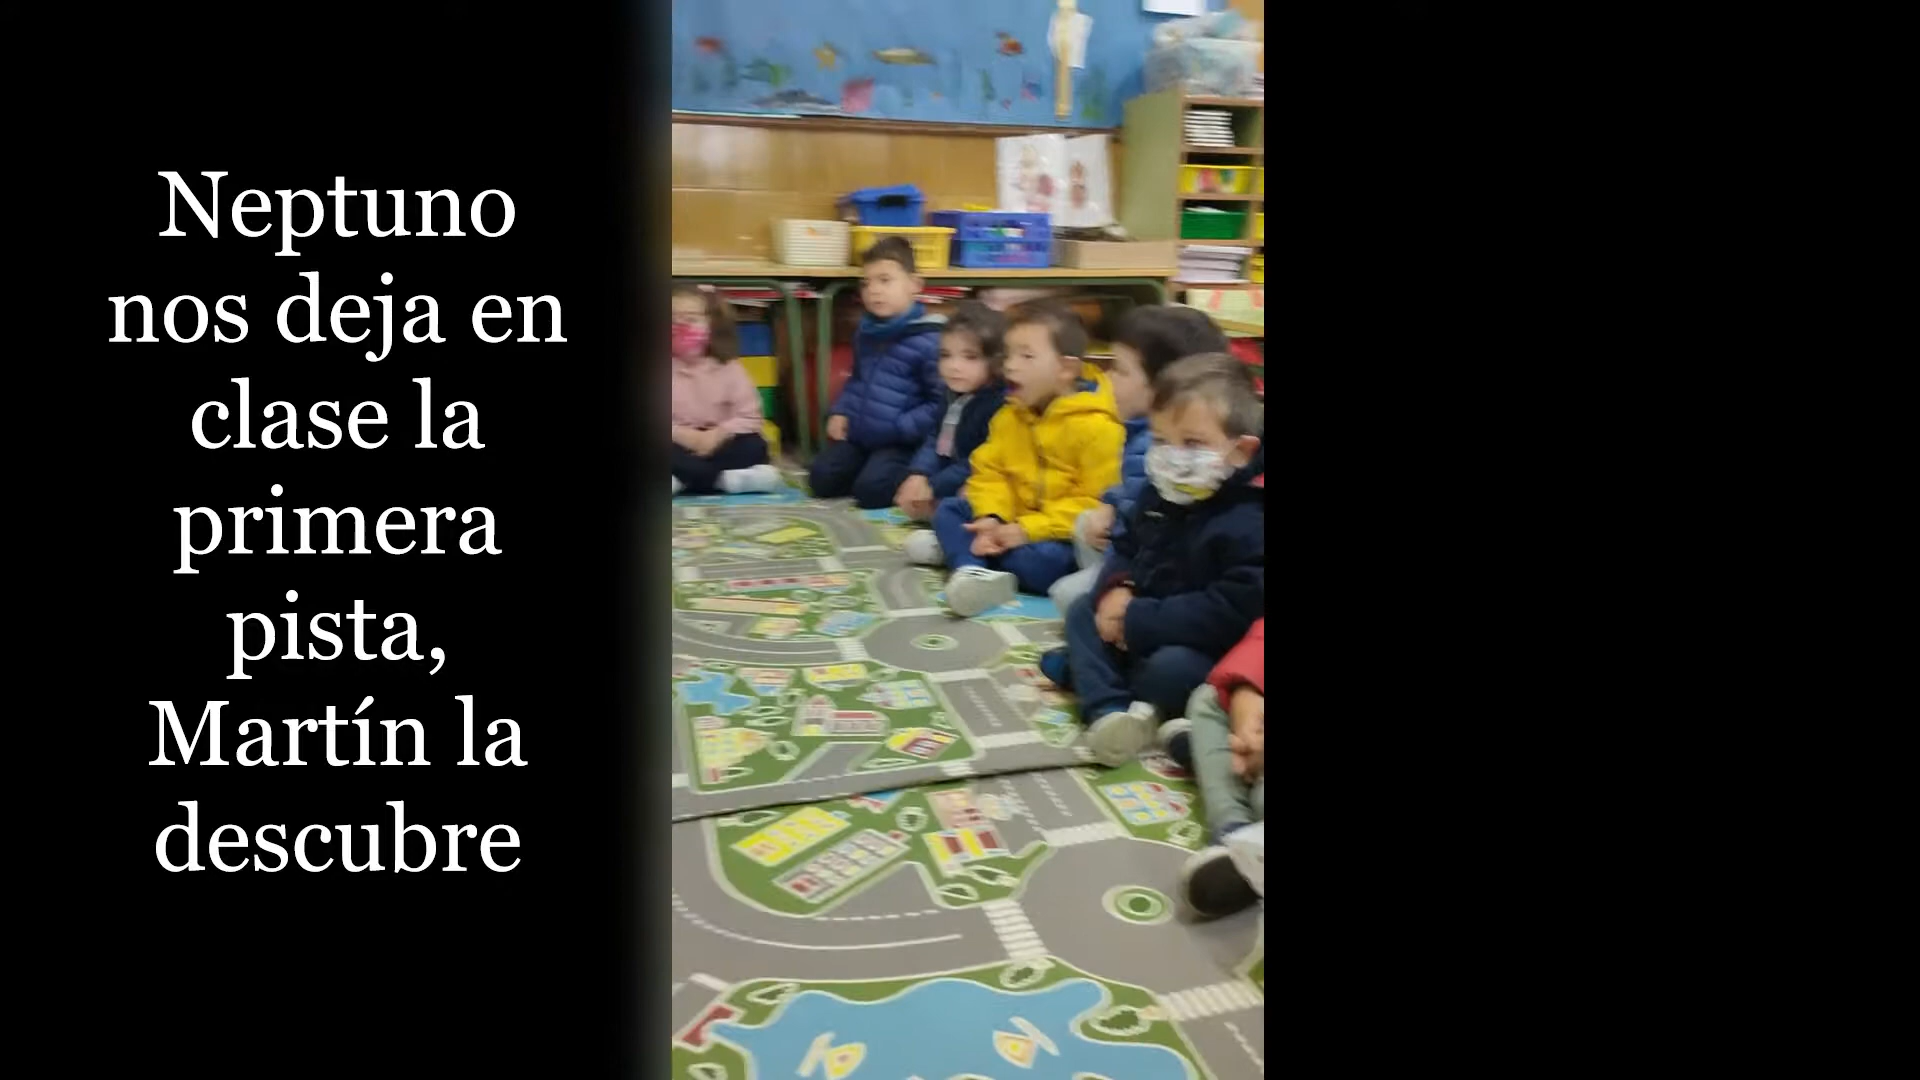 Neptuno
nos deja en
clase la
primera
pista,
Martín la
descubre